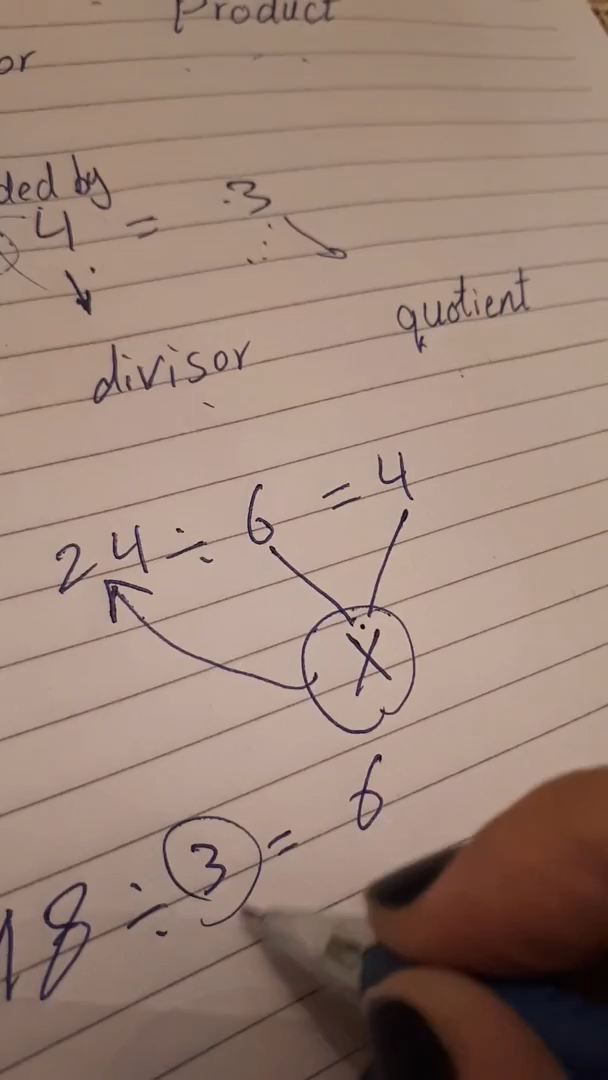 Product
or
ded by
4 = 3
divisor
quotient
24 ÷ 6 = 4
X
18 ÷ 3 = 6